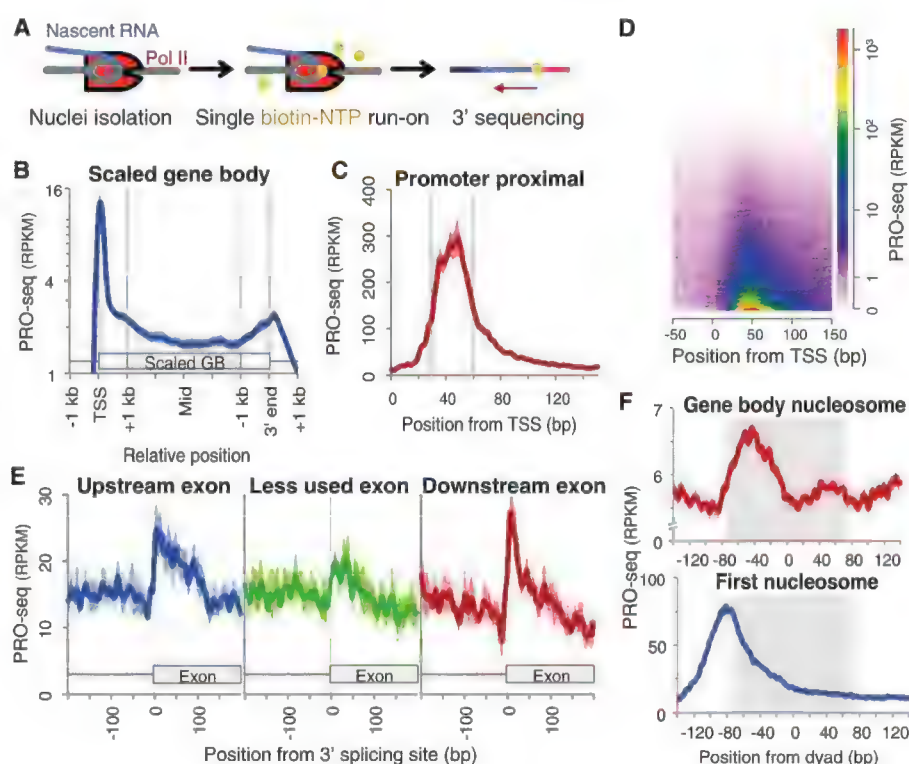 A
Nascent RNA
Pol II
Nuclei isolation
Single biotin-NTP run-on
3' sequencing
B
Scaled gene body
PRO-seq (RPKM)
16
4
1
Scaled GB
-1 kb
TSS
+1 kb
Mid
-1 kb
3' end
+1 kb
Relative position
C
Promoter proximal
PRO-seq (RPKM)
400
300
200
100
0
0
50
100
Position from TSS (bp)
D
PRO-seq (RPKM)
10³
10²
10
1
0
-50
0
50
100
150
Position from TSS (bp)
E
Upstream exon
Less used exon
Downstream exon
PRO-seq (RPKM)
30
20
10
0
Exon
Exon
Exon
-100
0
100
-100
0
100
-100
0
100
Position from 3' splicing site (bp)
F
Gene body nucleosome
PRO-seq (RPKM)
7
6
0
-120
-80
-40
0
40
80
120
First nucleosome
PRO-seq (RPKM)
100
50
0
-120
-80
-40
0
40
80
120
Position from dyad (bp)